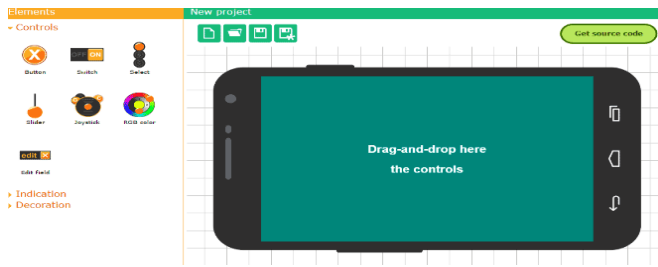 Elements
New project
Controls
Get source code
OFF ON
Button Switch Select
Slider Joystick RGB color
edit
Edit field
Indication
Decoration
Drag-and-drop here
the controls